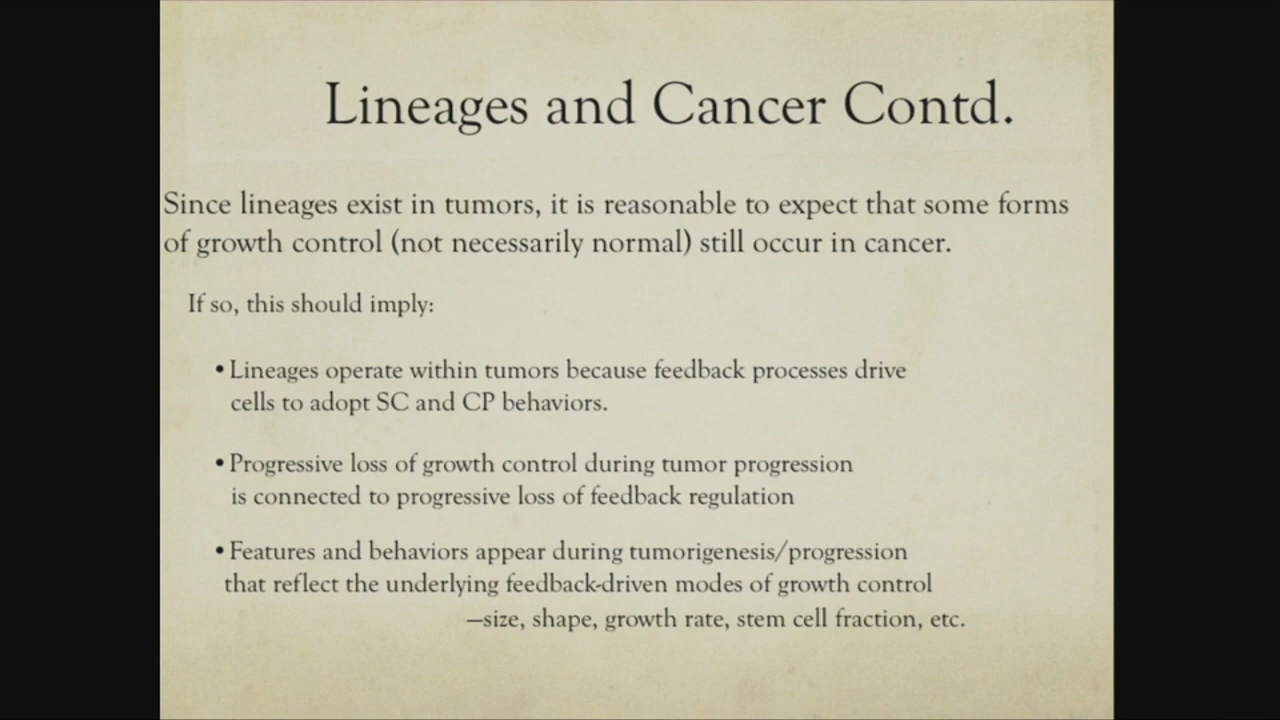 Lineages and Cancer Contd.
Since lineages exist in tumors, it is reasonable to expect that some forms
of growth control (not necessarily normal) still occur in cancer.
If so, this should imply:
• Lineages operate within tumors because feedback processes drive
cells to adopt SC and CP behaviors.
• Progressive loss of growth control during tumor progression
is connected to progressive loss of feedback regulation
• Features and behaviors appear during tumorigenesis/progression
that reflect the underlying feedback-driven modes of growth control
—size, shape, growth rate, stem cell fraction, etc.